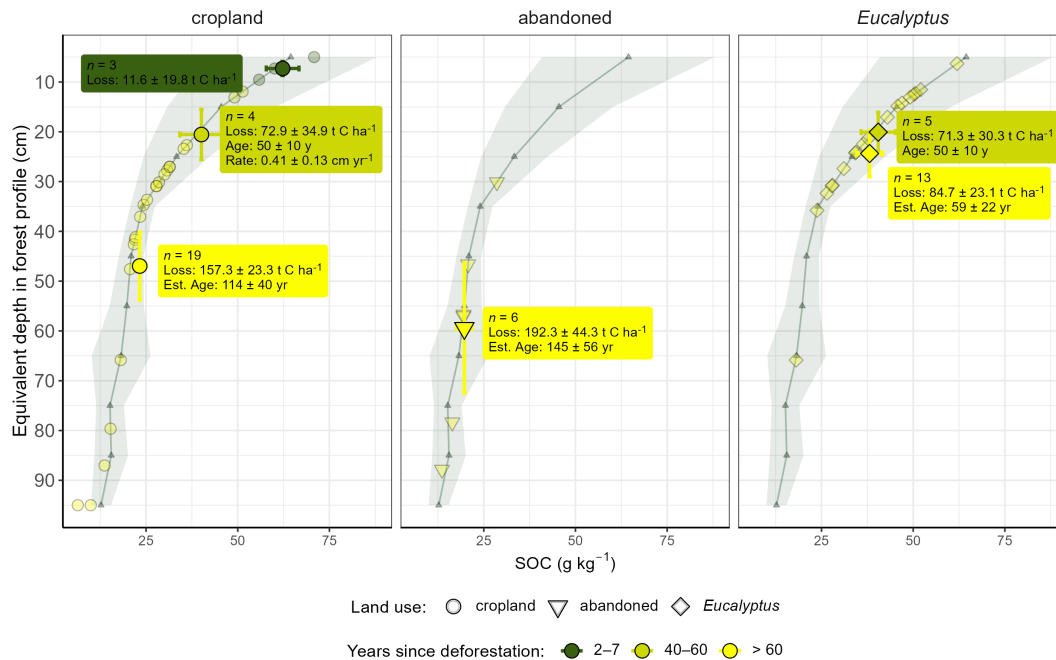 cropland
abandoned
Eucalyptus
Equivalent depth in forest profile (cm)
10
20
30
40
50
60
70
80
90
n = 3
Loss: 11.6 ± 19.8 t C ha⁻¹
n = 4
Loss: 72.9 ± 34.9 t C ha⁻¹
Age: 50 ± 10 y
Rate: 0.41 ± 0.13 cm yr⁻¹
n = 19
Loss: 157.3 ± 23.3 t C ha⁻¹
Est. Age: 114 ± 40 yr
n = 6
Loss: 192.3 ± 44.3 t C ha⁻¹
Est. Age: 145 ± 56 yr
n = 5
Loss: 71.3 ± 30.3 t C ha⁻¹
Age: 50 ± 10 y
n = 13
Loss: 84.7 ± 23.1 t C ha⁻¹
Est. Age: 59 ± 22 yr
25 50 75
25 50 75
25 50 75
SOC (g kg⁻¹)
Land use: cropland abandoned Eucalyptus
Years since deforestation: 2–7 40–60 > 60